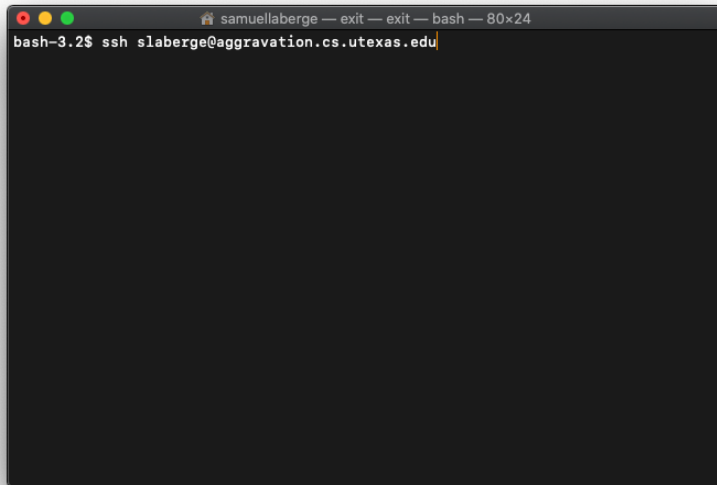 samuellaberge — exit — exit — bash — 80×24
bash-3.2$ ssh slaberge@aggravation.cs.utexas.edu